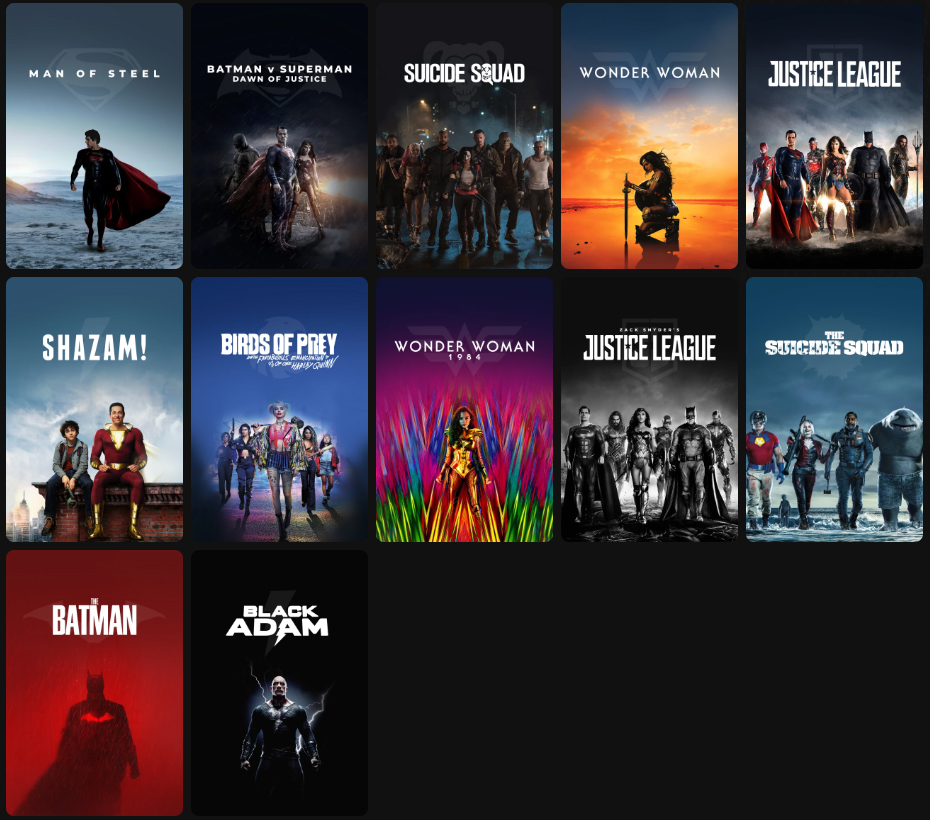 MAN OF STEEL
BATMAN v SUPERMAN
DAWN OF JUSTICE
SUICIDE SQUAD
WONDER WOMAN
JUSTICE LEAGUE
SHAZAM!
BIRDS OF PREY
AND THE FANTABULOUS EMANCIPATION
OF ONE HARLEY QUINN
WONDER WOMAN
1984
ZACK SNYDER'S
JUSTICE LEAGUE
THE
SUICIDE SQUAD
THE
BATMAN
BLACK
ADAM